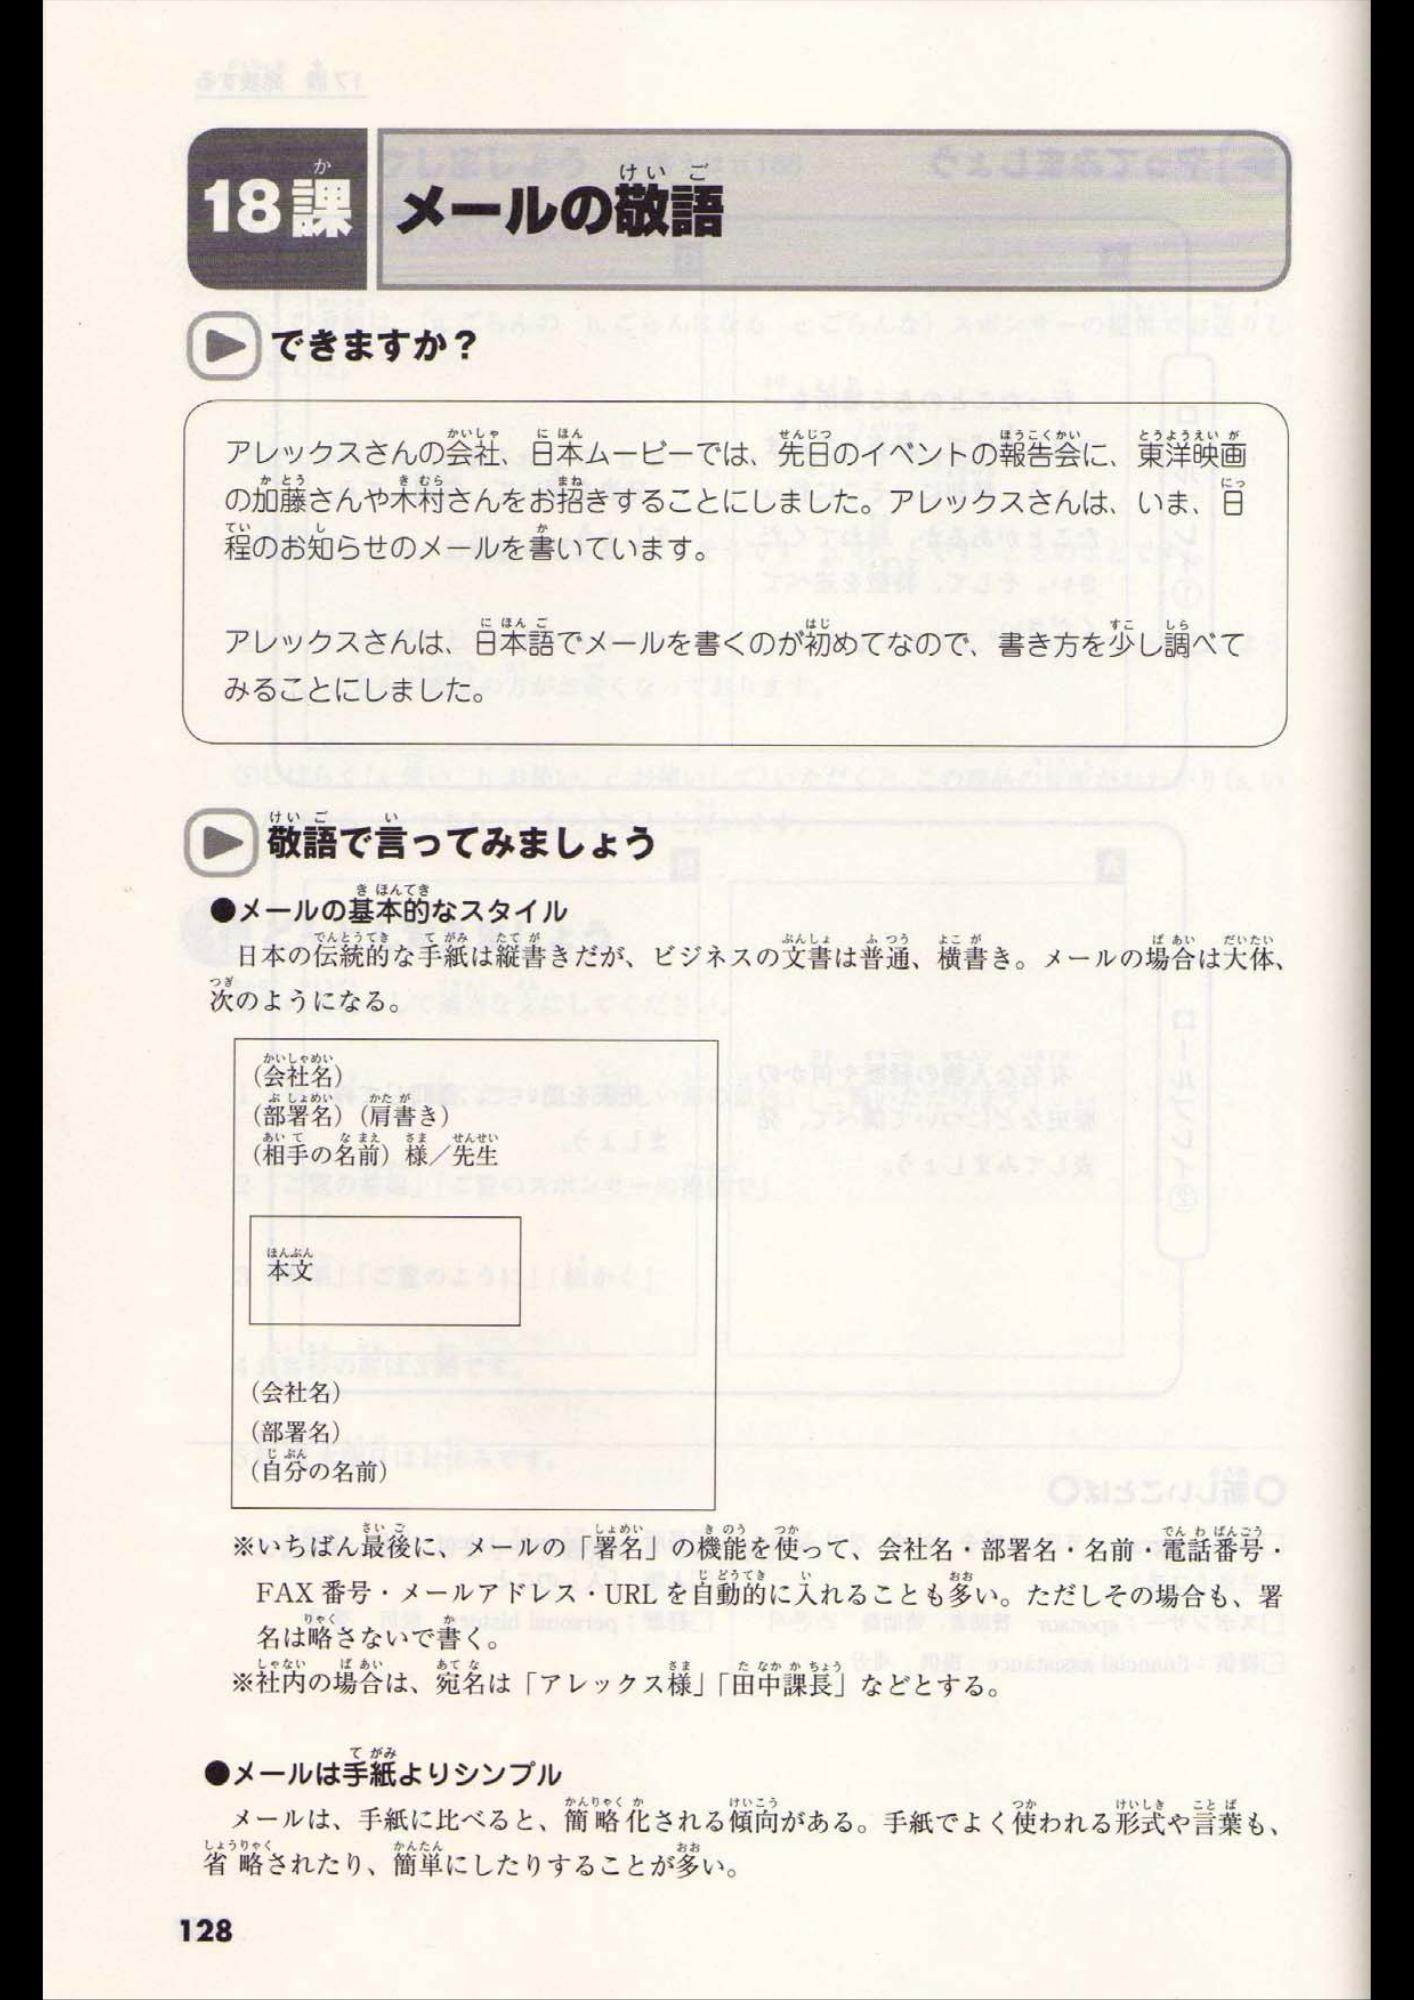 18課 メールの敬語
できますか？
アレックスさんの会社、日本ムービーでは、先日のイベントの報告会に、東洋映画
の加藤さんや木村さんをお招きすることにしました。アレックスさんは、いま、日
程のお知らせのメールを書いています。
アレックスさんは、日本語でメールを書くのが初めてなので、書き方を少し調べて
みることにしました。
敬語で言ってみましょう
●メールの基本的なスタイル
日本の伝統的な手紙は縦書きだが、ビジネスの文書は普通、横書き。メールの場合は大体、
次のようになる。
（会社名）
（部署名）（肩書き）
（相手の名前）様／先生
本文
（会社名）
（部署名）
（自分の名前）
※いちばん最後に、メールの「署名」の機能を使って、会社名・部署名・名前・電話番号・
FAX番号・メールアドレス・URLを自動的に入れることも多い。ただしその場合も、署
名は略さないで書く。
※社内の場合は、宛名は「アレックス様」「田中課長」などとする。
●メールは手紙よりシンプル
メールは、手紙に比べると、簡略化される傾向がある。手紙でよく使われる形式や言葉も、
省略されたり、簡単にしたりすることが多い。
128